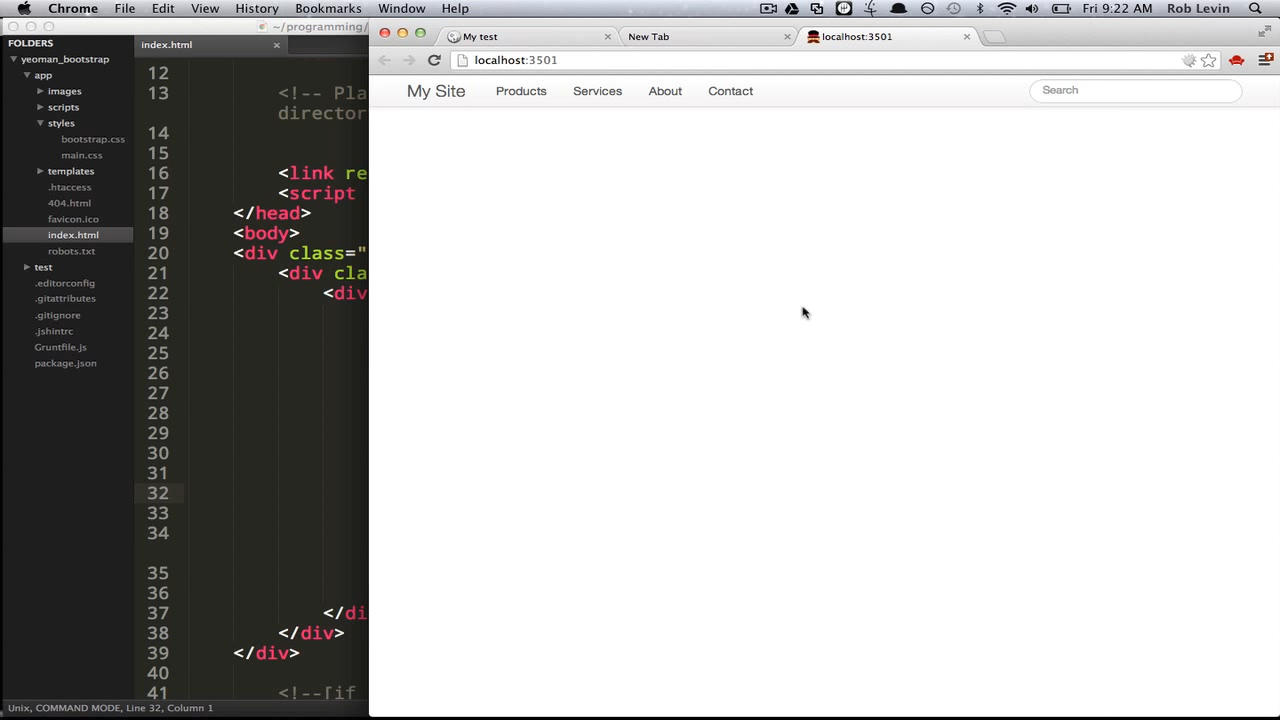 Chrome File Edit View History Bookmarks Window Help Fri 9:22 AM Rob Levin
~/programming/
FOLDERS
yeoman_bootstrap
app
images
scripts
styles
bootstrap.css
main.css
templates
.htaccess
404.html
favicon.ico
index.html
robots.txt
test
.editorconfig
.gitattributes
.gitignore
.jshintrc
Gruntfile.js
package.json
index.html
12
13 <!-- Pla
director
14
15
16 <link re
17 <script
18 </head>
19 <body>
20 <div class="
21 <div cla
22 <div
23
24
25
26
27
28
29
30
31
32
33
34
35
36
37 </di
38 </div>
39 </div>
40
41 <!--[if
Unix, COMMAND MODE, Line 32, Column 1
My test New Tab localhost:3501
localhost:3501
My Site Products Services About Contact Search